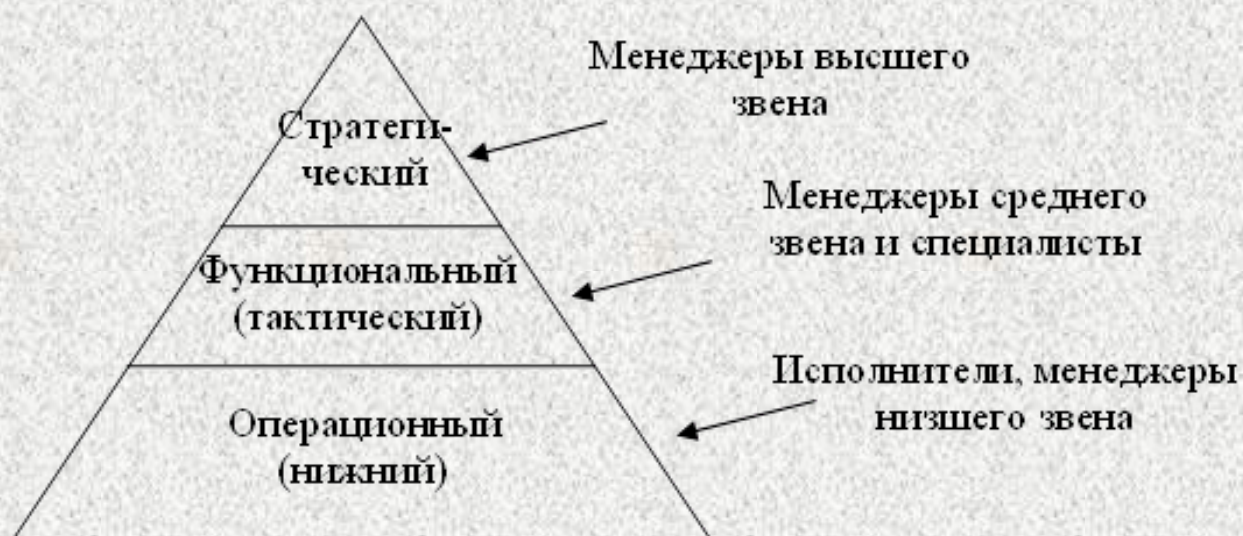 Менеджеры высшего
звена
Стратеги-
ческий
Менеджеры среднего
звена и специалисты
Функциональный
(тактический)
Исполнители, менеджеры
низшего звена
Операционный
(нижний)